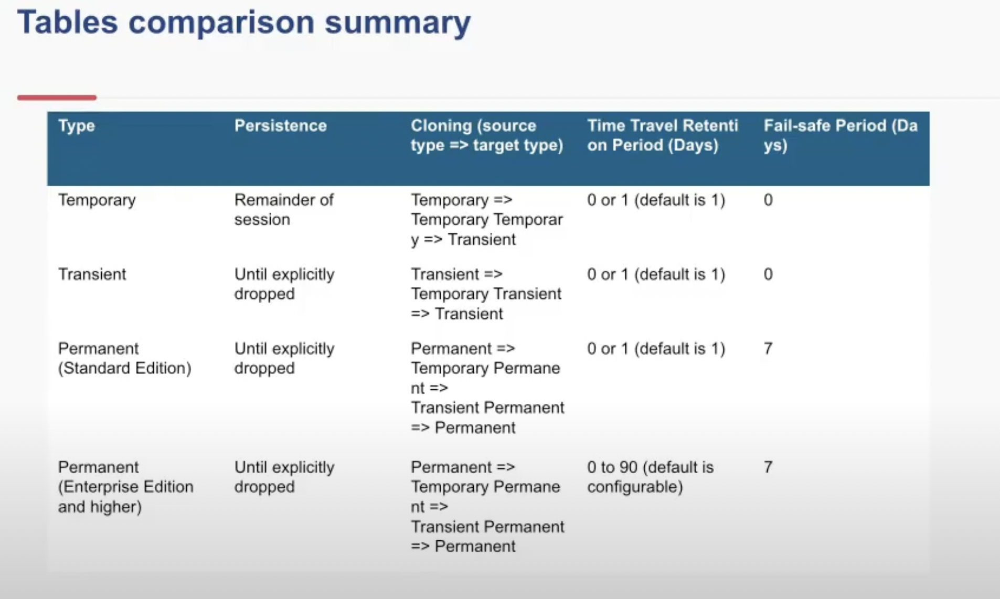 Tables comparison summary
Type
Persistence
Cloning (source
type => target type)
Time Travel Retenti
on Period (Days)
Fail-safe Period (Da
ys)
Temporary
Remainder of
session
Temporary =>
Temporary Temporar
y => Transient
0 or 1 (default is 1)
0
Transient
Until explicitly
dropped
Transient =>
Temporary Transient
=> Transient
0 or 1 (default is 1)
0
Permanent
(Standard Edition)
Until explicitly
dropped
Permanent =>
Temporary Permane
nt =>
Transient Permanent
=> Permanent
0 or 1 (default is 1)
7
Permanent
(Enterprise Edition
and higher)
Until explicitly
dropped
Permanent =>
Temporary Permane
nt =>
Transient Permanent
=> Permanent
0 to 90 (default is
configurable)
7